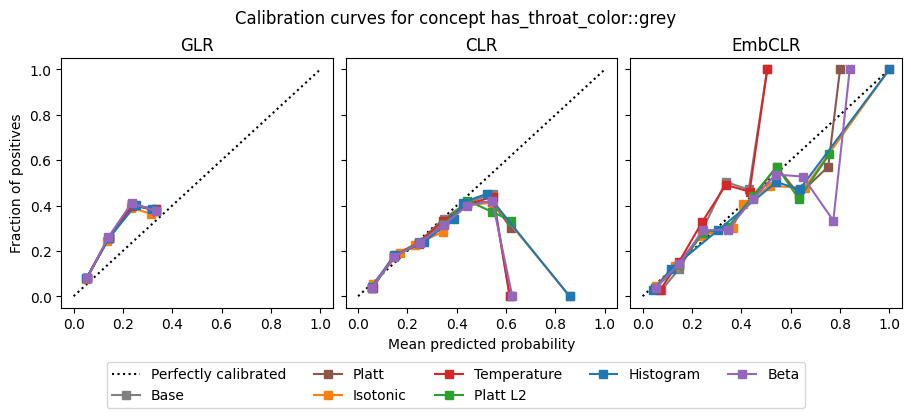 Calibration curves for concept has_throat_color::grey
GLR
CLR
EmbCLR
Fraction of positives
1.0
0.8
0.6
0.4
0.2
0.0
0.0 0.2 0.4 0.6 0.8 1.0
0.0 0.2 0.4 0.6 0.8 1.0
0.0 0.2 0.4 0.6 0.8 1.0
Mean predicted probability
Perfectly calibrated
Base
Platt
Isotonic
Temperature
Platt L2
Histogram
Beta